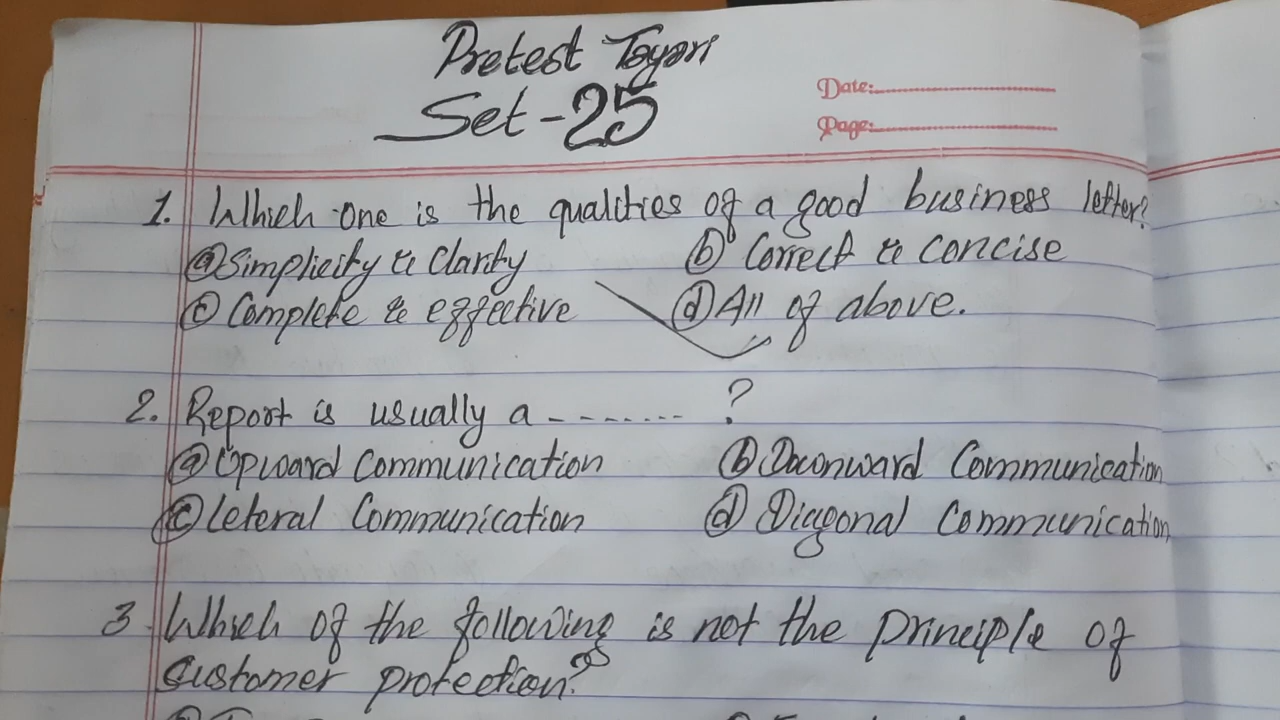 Pretest Tayari
Set-25
Date:
Page:
1. Which one is the qualities of a good business letter?
(a) Simplicity & Clarity (b) Correct & concise
(c) Complete & effective (d) All of above.
2. Report is usually a -------- ?
(a) Upward Communication (b) Downward Communication
(c) Leteral Communication (d) Diagonal Communication
3. Which of the following is not the principle of
Customer protection?